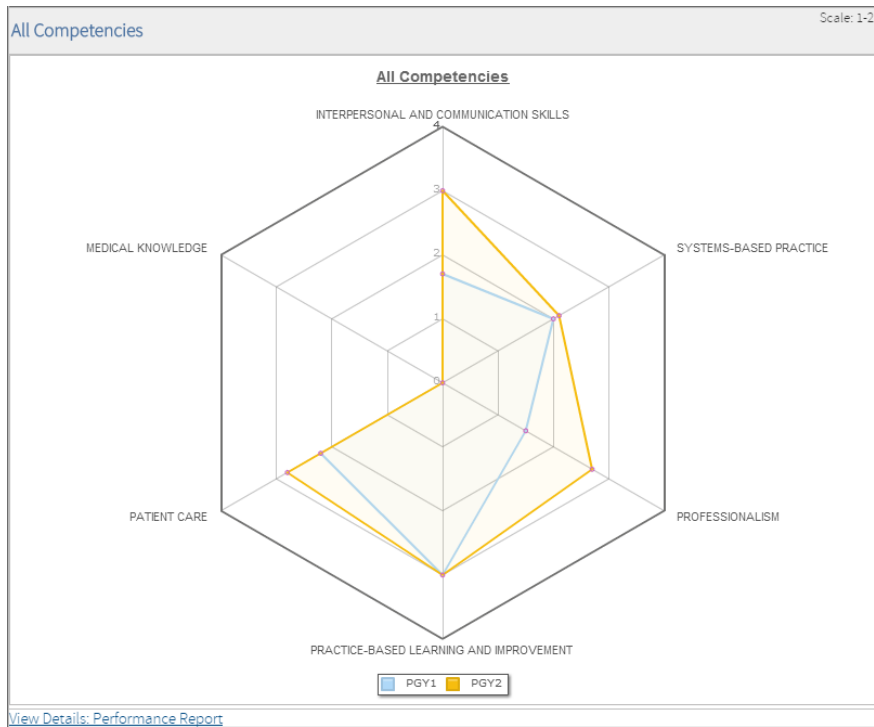 All Competencies
Scale: 1-2
All Competencies
INTERPERSONAL AND COMMUNICATION SKILLS
4
3
MEDICAL KNOWLEDGE
SYSTEMS-BASED PRACTICE
2
1
0
PATIENT CARE
PROFESSIONALISM
PRACTICE-BASED LEARNING AND IMPROVEMENT
PGY1 PGY2
View Details: Performance Report